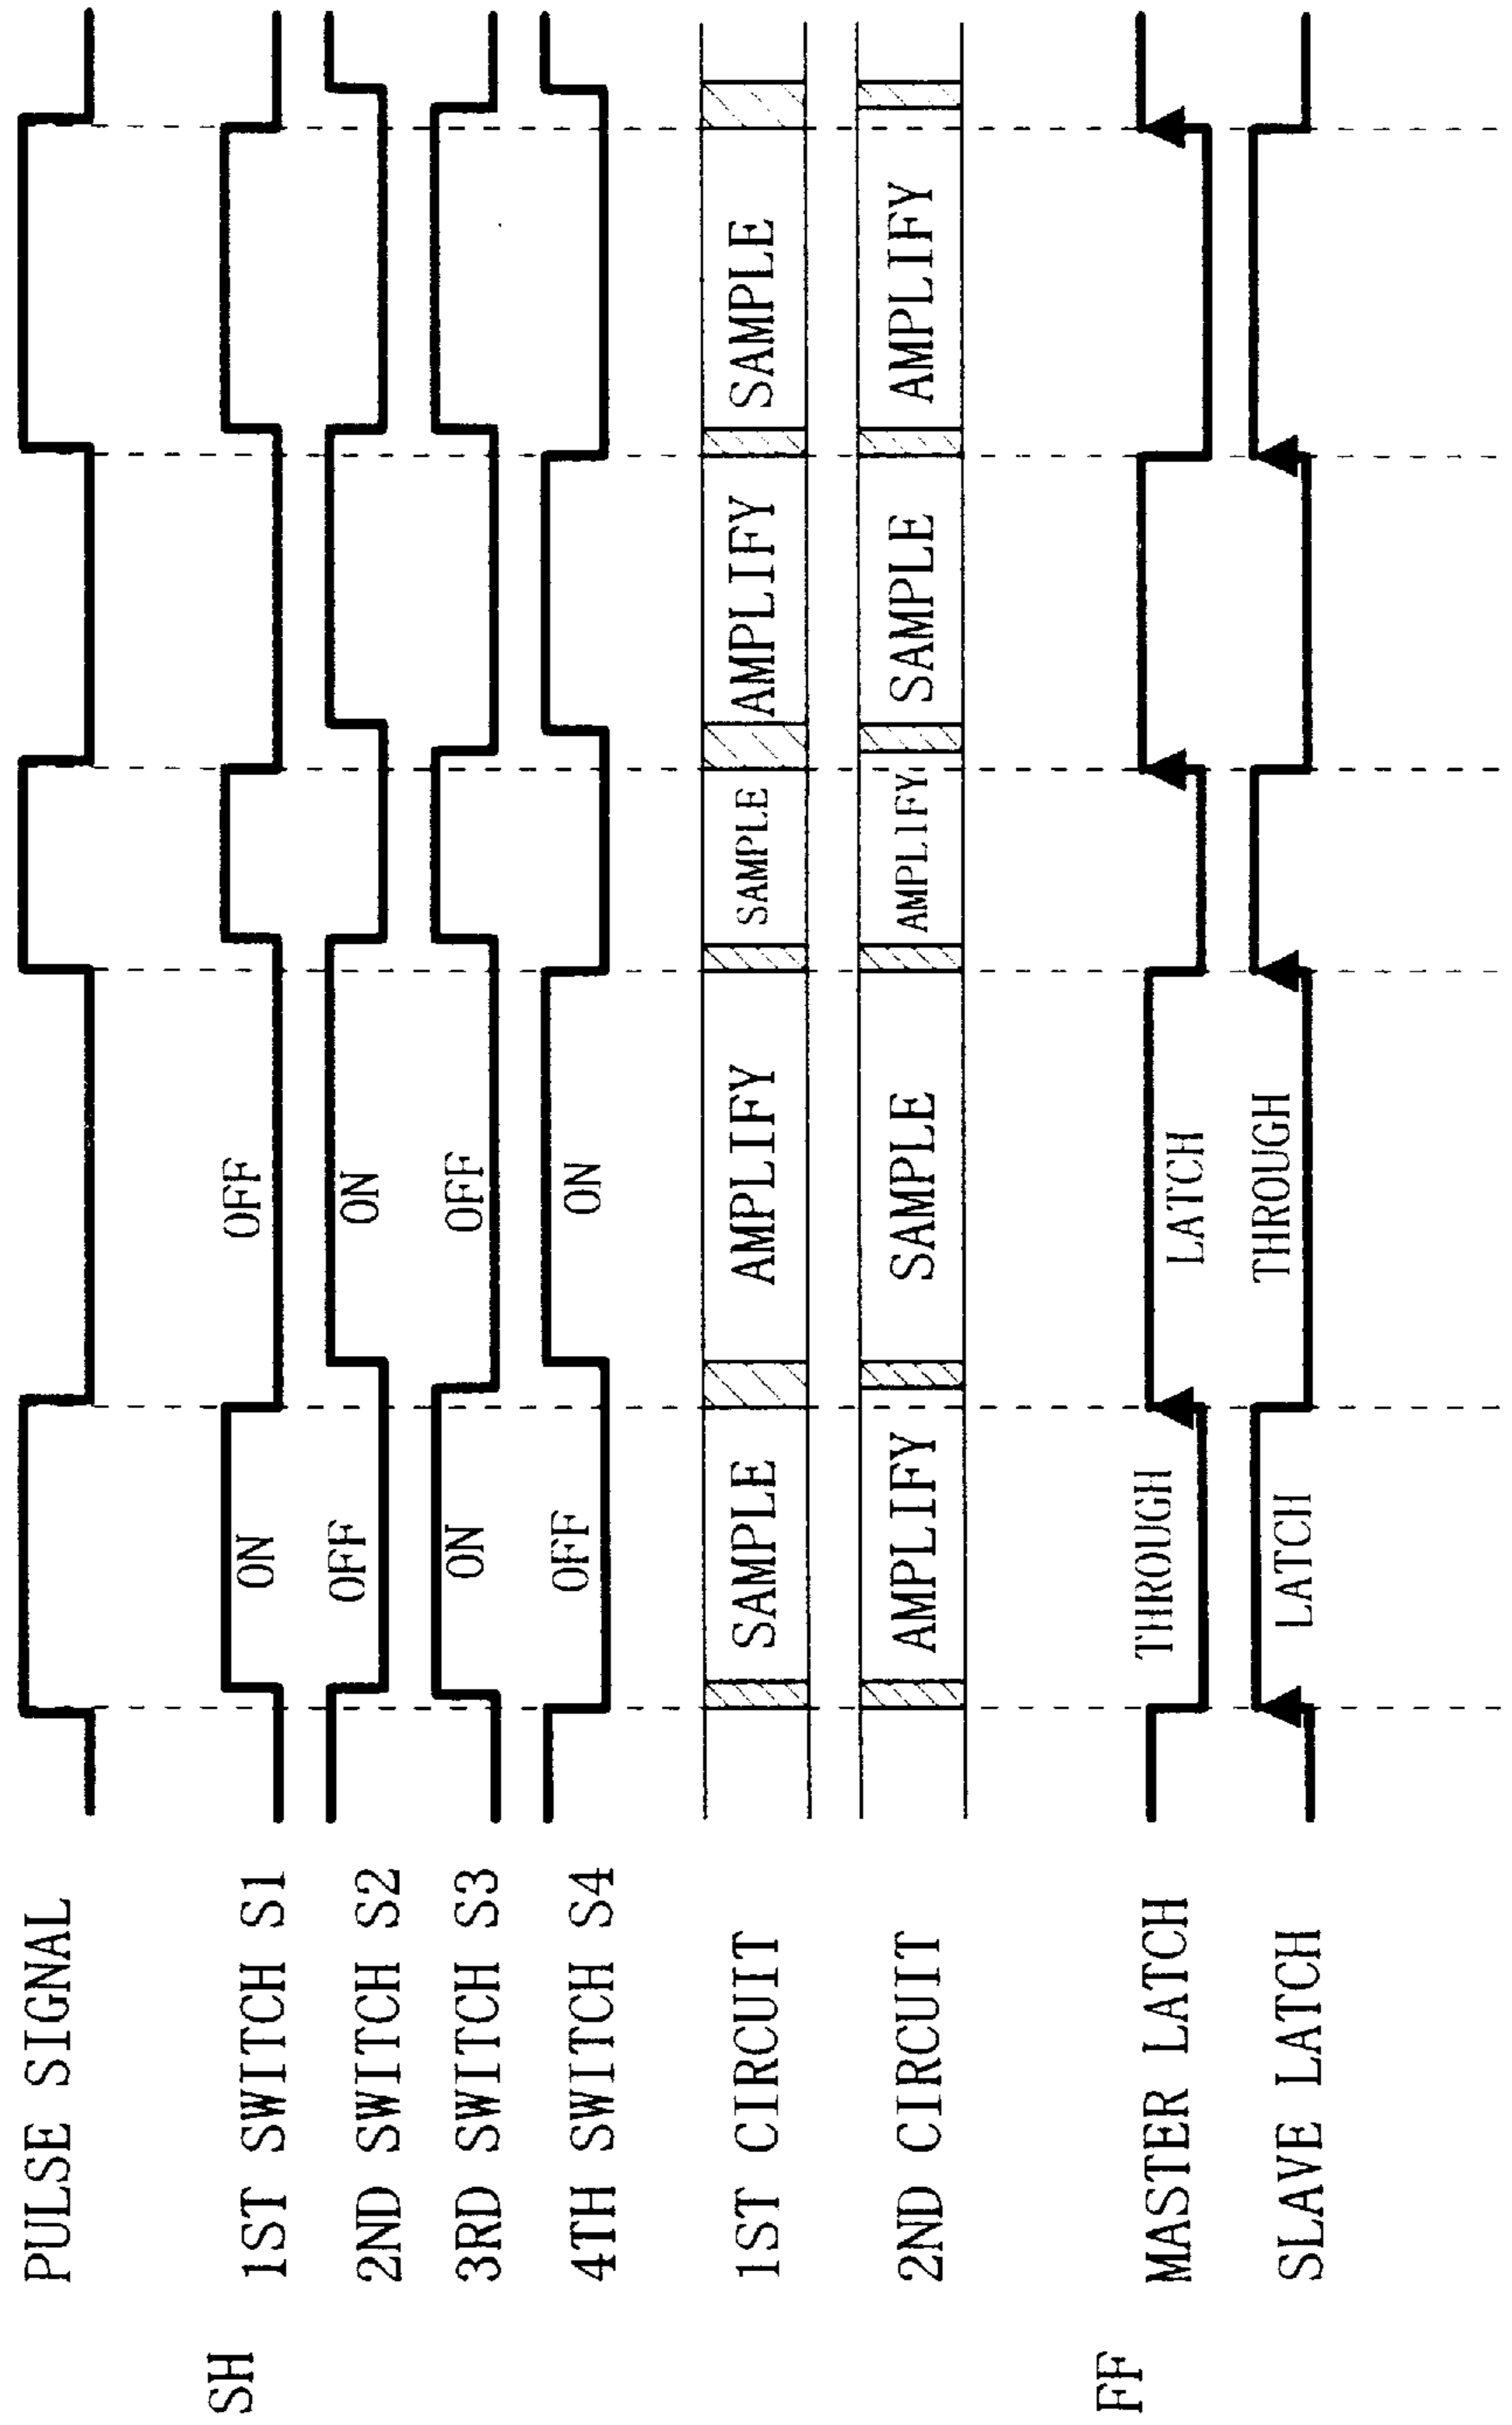 PULSE SIGNAL
SH
1ST SWITCH S1 ON OFF
2ND SWITCH S2 OFF ON
3RD SWITCH S3 ON OFF
4TH SWITCH S4 OFF ON
1ST CIRCUIT SAMPLE AMPLIFY SAMPLE AMPLIFY SAMPLE
2ND CIRCUIT AMPLIFY SAMPLE AMPLIFY SAMPLE AMPLIFY
FF
MASTER LATCH THROUGH LATCH
SLAVE LATCH LATCH THROUGH